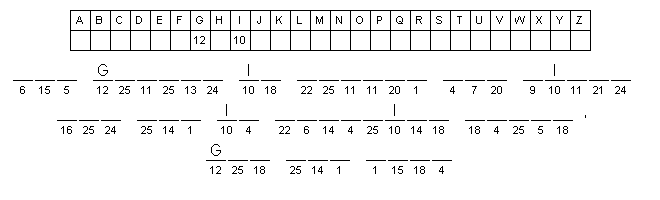 A B C D E F G H I J K L M N O P Q R S T U V W X Y Z
12 10
G I I
6 15 5 12 25 11 25 13 24 10 18 22 25 11 11 20 1 4 7 20 9 10 11 21 24
I I
16 25 24 25 14 1 10 4 22 6 14 4 25 10 14 18 18 4 25 5 18 '
G
12 25 18 25 14 1 1 15 18 4